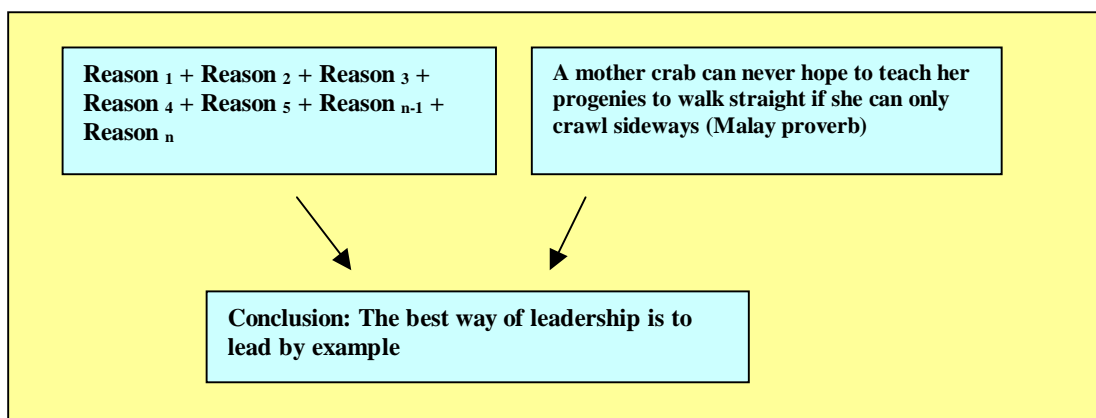 Reason 1 + Reason 2 + Reason 3 +
Reason 4 + Reason 5 + Reason n-1 +
Reason n
A mother crab can never hope to teach her
progenies to walk straight if she can only
crawl sideways (Malay proverb)
Conclusion: The best way of leadership is to
lead by example